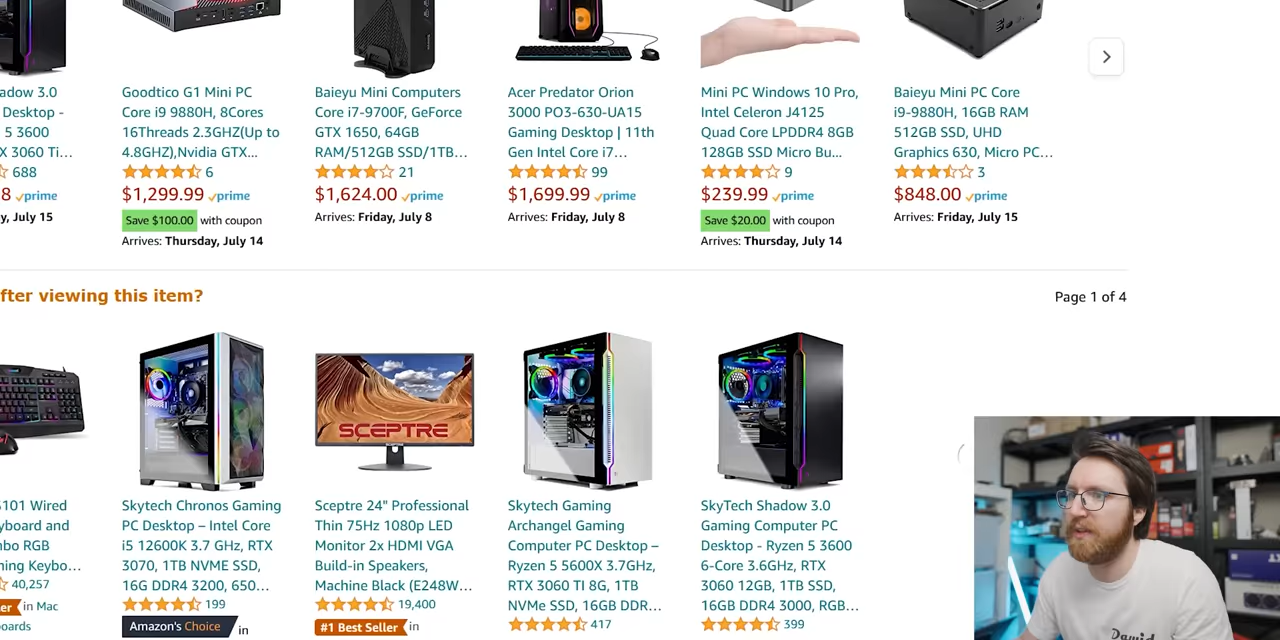 adow 3.0
Desktop -
5 3600
X 3060 Ti...
688
8 prime
y, July 15
Goodtico G1 Mini PC
Core i9 9880H, 8Cores
16Threads 2.3GHZ(Up to
4.8GHZ),Nvidia GTX...
6
$1,299.99 prime
Save $100.00 with coupon
Arrives: Thursday, July 14
Baieyu Mini Computers
Core i7-9700F, GeForce
GTX 1650, 64GB
RAM/512GB SSD/1TB...
21
$1,624.00 prime
Arrives: Friday, July 8
Acer Predator Orion
3000 PO3-630-UA15
Gaming Desktop | 11th
Gen Intel Core i7...
99
$1,699.99 prime
Arrives: Friday, July 8
Mini PC Windows 10 Pro,
Intel Celeron J4125
Quad Core LPDDR4 8GB
128GB SSD Micro Bu...
9
$239.99 prime
Save $20.00 with coupon
Arrives: Thursday, July 14
Baieyu Mini PC Core
i9-9880H, 16GB RAM
512GB SSD, UHD
Graphics 630, Micro PC...
3
$848.00 prime
Arrives: Friday, July 15
fter viewing this item?
Page 1 of 4
S101 Wired
yboard and
mbo RGB
ming Keybo...
40,257
er in Mac
boards
Skytech Chronos Gaming
PC Desktop – Intel Core
i5 12600K 3.7 GHz, RTX
3070, 1TB NVME SSD,
16G DDR4 3200, 650...
199
Amazon's Choice in
SCEPTRE
Sceptre 24" Professional
Thin 75Hz 1080p LED
Monitor 2x HDMI VGA
Build-in Speakers,
Machine Black (E248W...
19,400
#1 Best Seller in
Skytech Gaming
Archangel Gaming
Computer PC Desktop –
Ryzen 5 5600X 3.7GHz,
RTX 3060 TI 8G, 1TB
NVMe SSD, 16GB DDR...
417
SkyTech Shadow 3.0
Gaming Computer PC
Desktop - Ryzen 5 3600
6-Core 3.6GHz, RTX
3060 12GB, 1TB SSD,
16GB DDR4 3000, RGB...
399
David